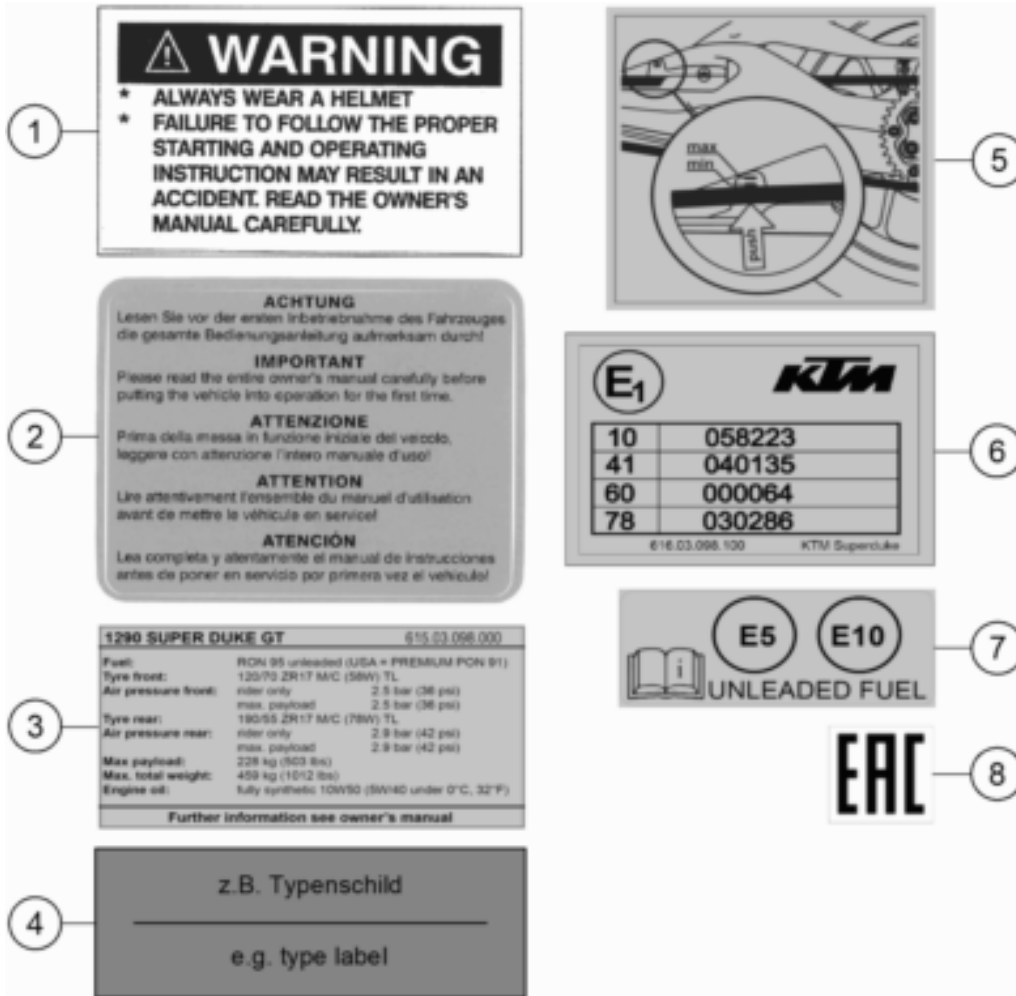 1
WARNING
* ALWAYS WEAR A HELMET
* FAILURE TO FOLLOW THE PROPER
STARTING AND OPERATING
INSTRUCTION MAY RESULT IN AN
ACCIDENT. READ THE OWNER'S
MANUAL CAREFULLY.
2
ACHTUNG
Lesen Sie vor der ersten Inbetriebnahme des Fahrzeuges
die gesamte Bedienungsanleitung aufmerksam durch!
IMPORTANT
Please read the entire owner's manual carefully before
putting the vehicle into operation for the first time.
ATTENZIONE
Prima della messa in funzione iniziale del veicolo,
leggere con attenzione l'intero manuale d'uso!
ATTENTION
Lire attentivement l'ensemble du manuel d'utilisation
avant de mettre le véhicule en service!
ATENCIÓN
Lea completa y atentamente el manual de instrucciones
antes de poner en servicio por primera vez el vehículo!
3
1290 SUPER DUKE GT 615.03.098.000
Fuel: RON 95 unleaded (USA = PREMIUM PON 91)
Tyre front: 120/70 ZR17 M/C (58W) TL
Air pressure front: rider only 2.5 bar (36 psi)
max. payload 2.5 bar (36 psi)
Tyre rear: 190/55 ZR17 M/C (78W) TL
Air pressure rear: rider only 2.9 bar (42 psi)
max. payload 2.9 bar (42 psi)
Max payload: 228 kg (503 lbs)
Max. total weight: 459 kg (1012 lbs)
Engine oil: fully synthetic 10W50 (5W/40 under 0°C, 32°F)
Further information see owner's manual
4
z.B. Typenschild
e.g. type label
5
max
min
push
6
E1 KTM
10 058223
41 040135
60 000064
78 030286
616.03.098.100 KTM Superduke
7
E5 E10
i
UNLEADED FUEL
8
EAC